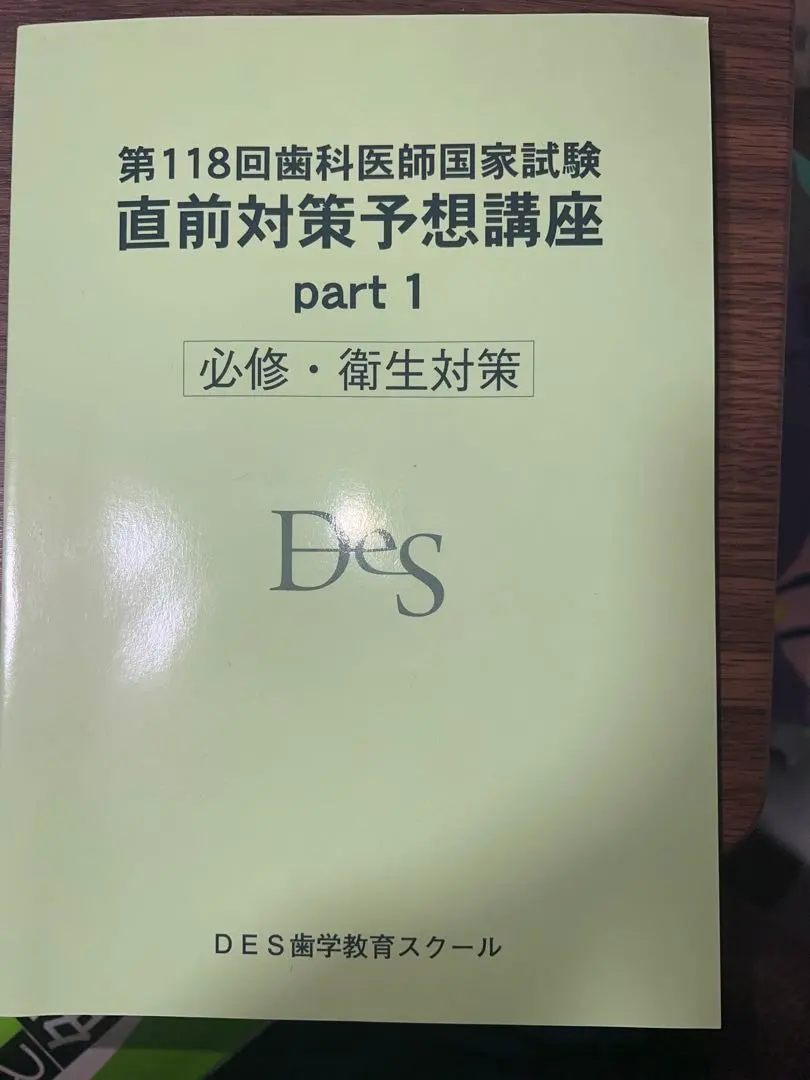 第118回歯科医師国家試験
直前対策予想講座
part 1
必修・衛生対策
DeS
DES歯学教育スクール